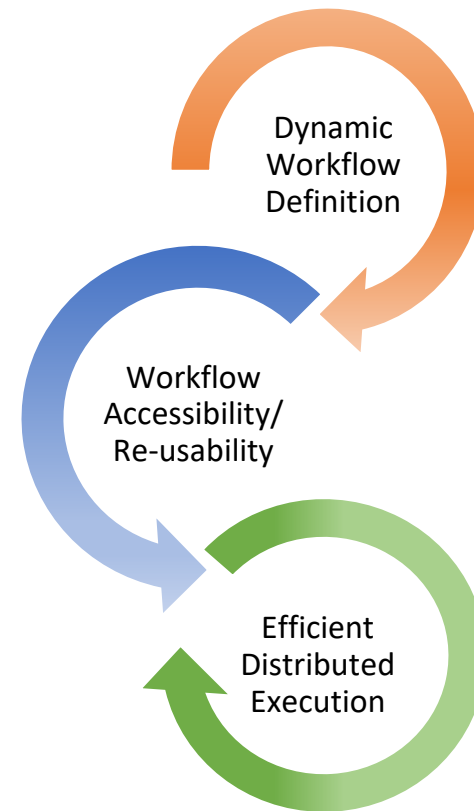 Dynamic
Workflow
Definition
Workflow
Accessibility/
Re-usability
Efficient
Distributed
Execution